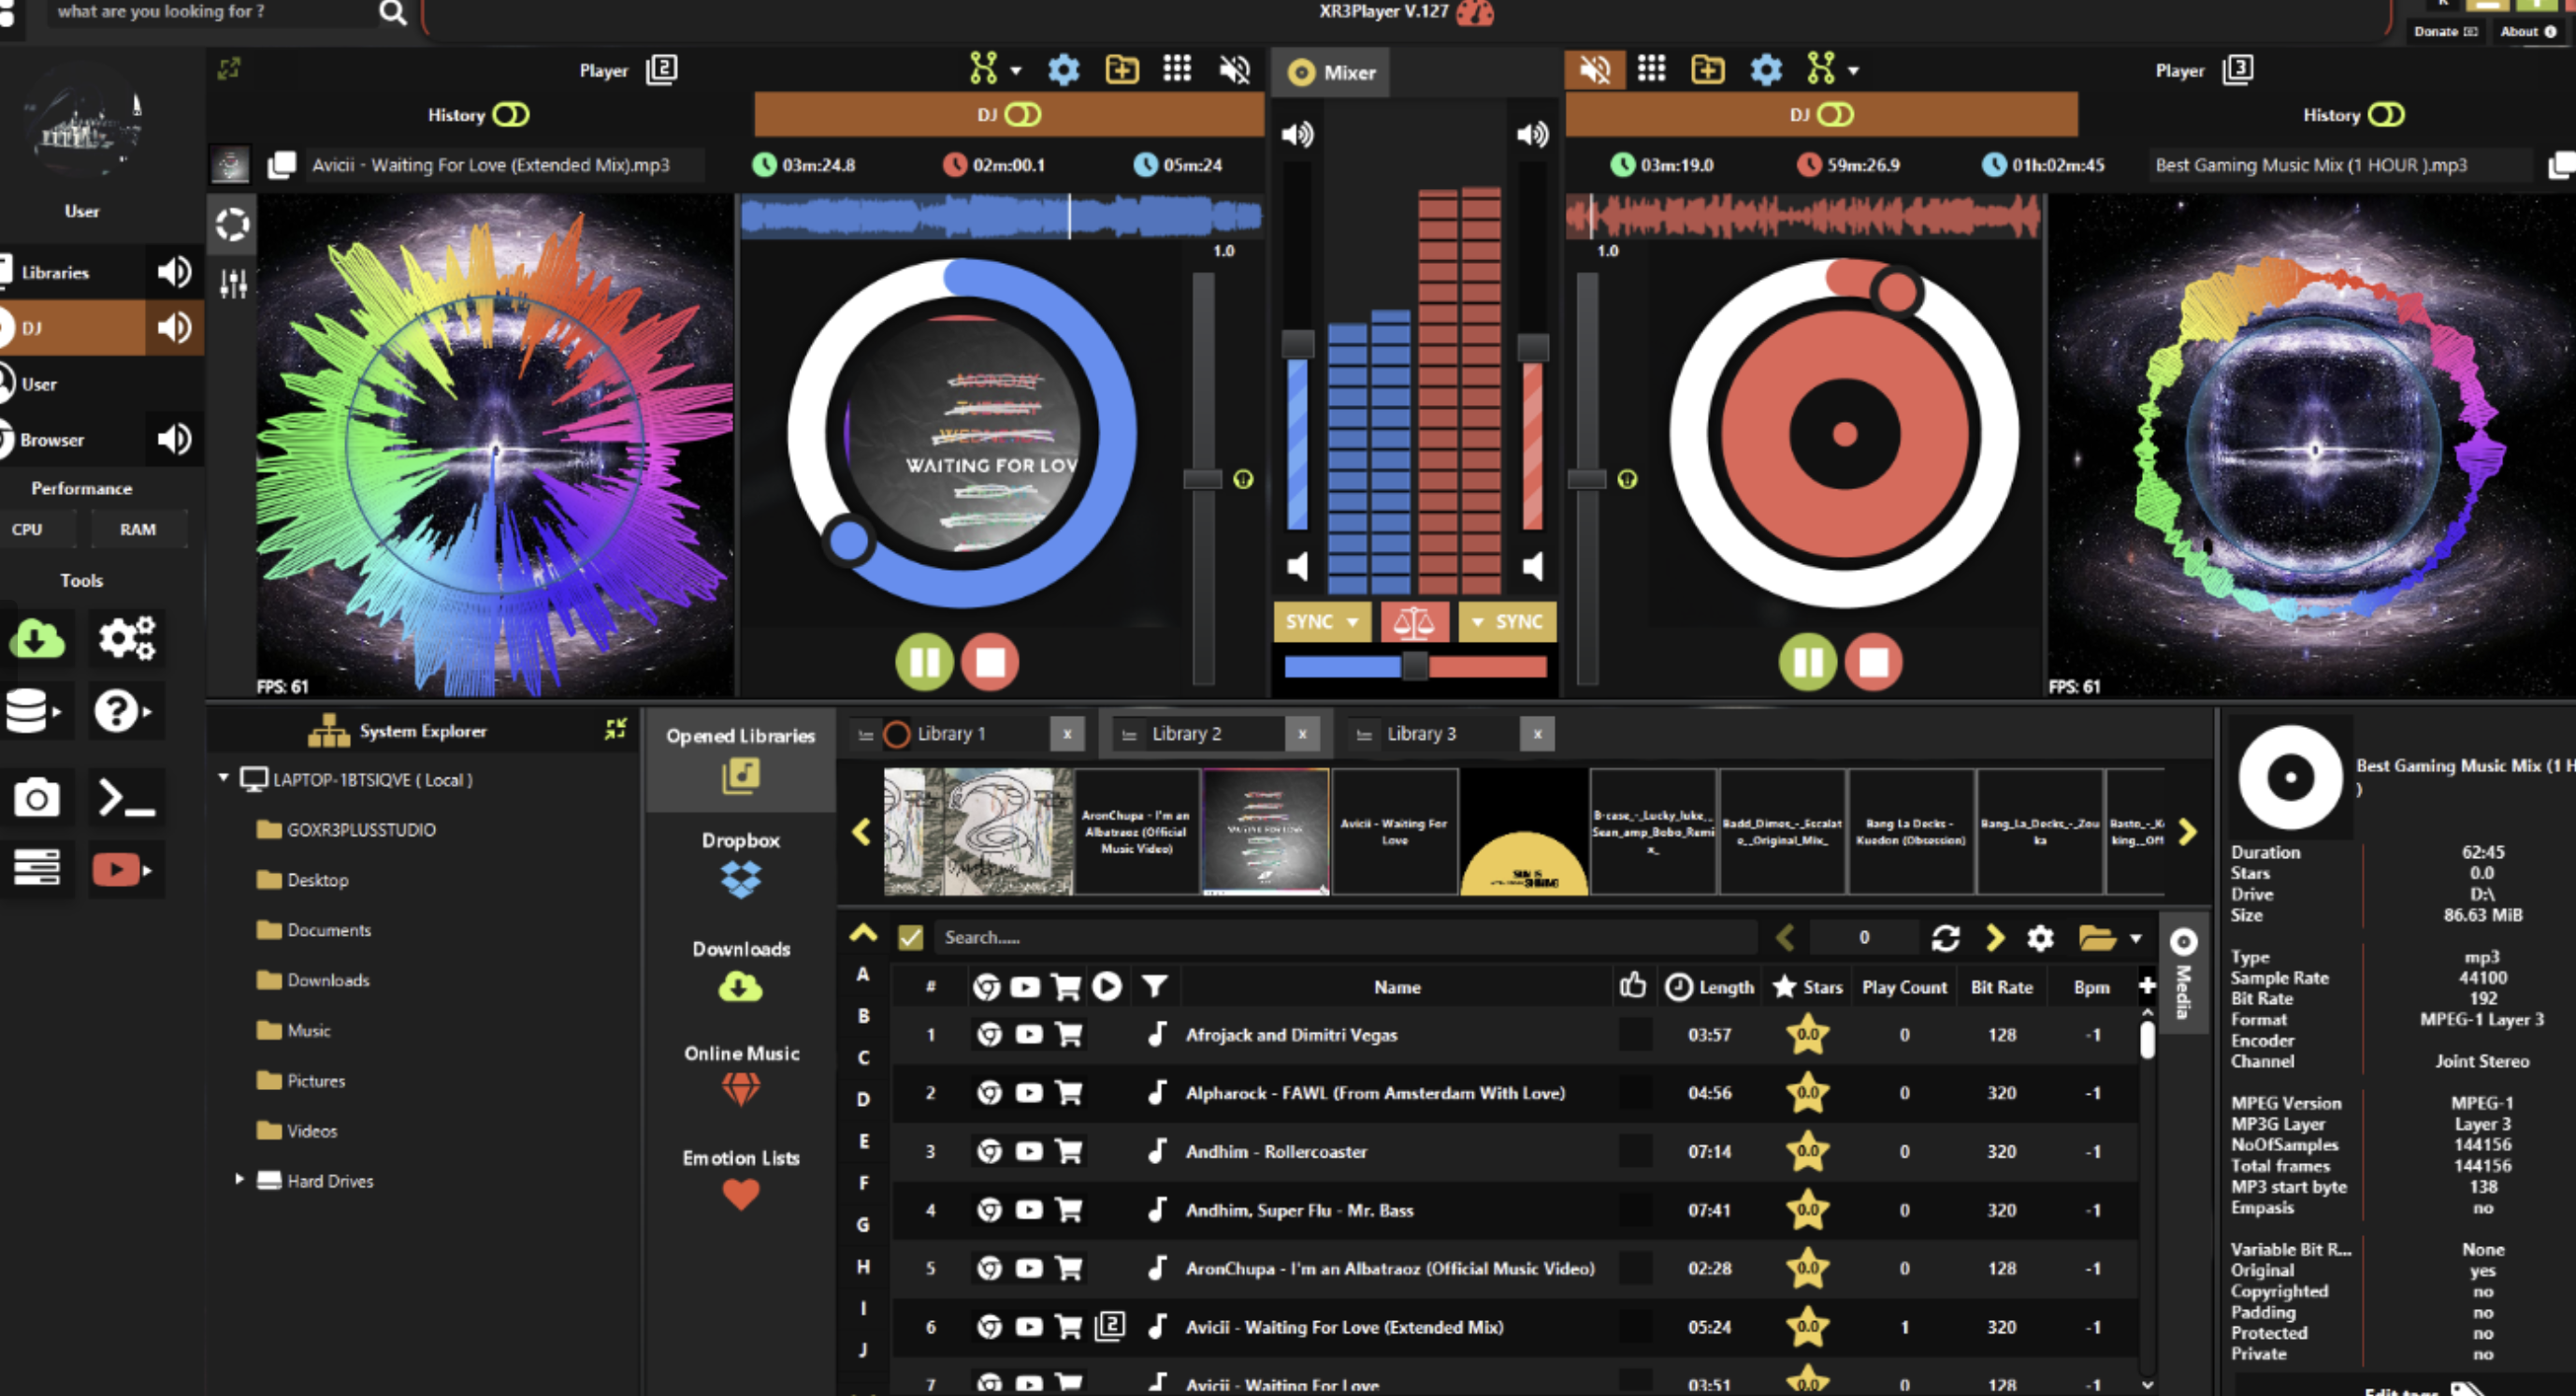 what are you looking for ?
XR3Player V.127
Donate
About
Player 2
Mixer
Player 3
History
DJ
DJ
History
Avicii - Waiting For Love (Extended Mix).mp3
03m:24.8
02m:00.1
05m:24
03m:19.0
59m:26.9
01h:02m:45
Best Gaming Music Mix (1 HOUR ).mp3
User
Libraries
DJ
User
Browser
Performance
CPU
RAM
Tools
1.0
1.0
MONDAY
TUESDAY
WAITING FOR LOV
SYNC
SYNC
FPS: 61
FPS: 61
System Explorer
LAPTOP-1BTSIQVE ( Local )
GOXR3PLUSSTUDIO
Desktop
Documents
Downloads
Music
Pictures
Videos
Hard Drives
Opened Libraries
Dropbox
Downloads
Online Music
Emotion Lists
Library 1 x
Library 2 x
Library 3 x
AronChupa - I'm an
Albatraoz (Official
Music Video)
WAITING FOR LOVE
Avicii - Waiting For
Love
B-case_-_Lucky_luke_
Sean_amp_Bobo_Remi
x_
Badd_Dimes_-_Escalat
e_Original_Mix_
Bang La Decks -
Kuedon (Obsession)
Bang_La_Decks_-_Zou
ka
Search.....
0
# Name Length Stars Play Count Bit Rate Bpm
1 Afrojack and Dimitri Vegas 03:57 0.0 0 128 -1
2 Alpharock - FAWL (From Amsterdam With Love) 04:56 0.0 0 320 -1
3 Andhim - Rollercoaster 07:14 0.0 0 320 -1
4 Andhim, Super Flu - Mr. Bass 07:41 0.0 0 320 -1
5 AronChupa - I'm an Albatraoz (Official Music Video) 02:28 0.0 0 128 -1
6 2 Avicii - Waiting For Love (Extended Mix) 05:24 0.0 1 320 -1
7 Avicii - Waiting For Love 03:51 0.0 0 128 -1
A
B
C
D
E
F
G
H
I
J
Media
Best Gaming Music Mix (1 H
)
Duration 62:45
Stars 0.0
Drive D:\
Size 86.63 MiB
Type mp3
Sample Rate 44100
Bit Rate 192
Format MPEG-1 Layer 3
Encoder
Channel Joint Stereo
MPEG Version MPEG-1
MP3G Layer Layer 3
NoOfSamples 144156
Total frames 144156
MP3 start byte 138
Empasis no
Variable Bit R... None
Original yes
Copyrighted no
Padding no
Protected no
Private no
Edit tags